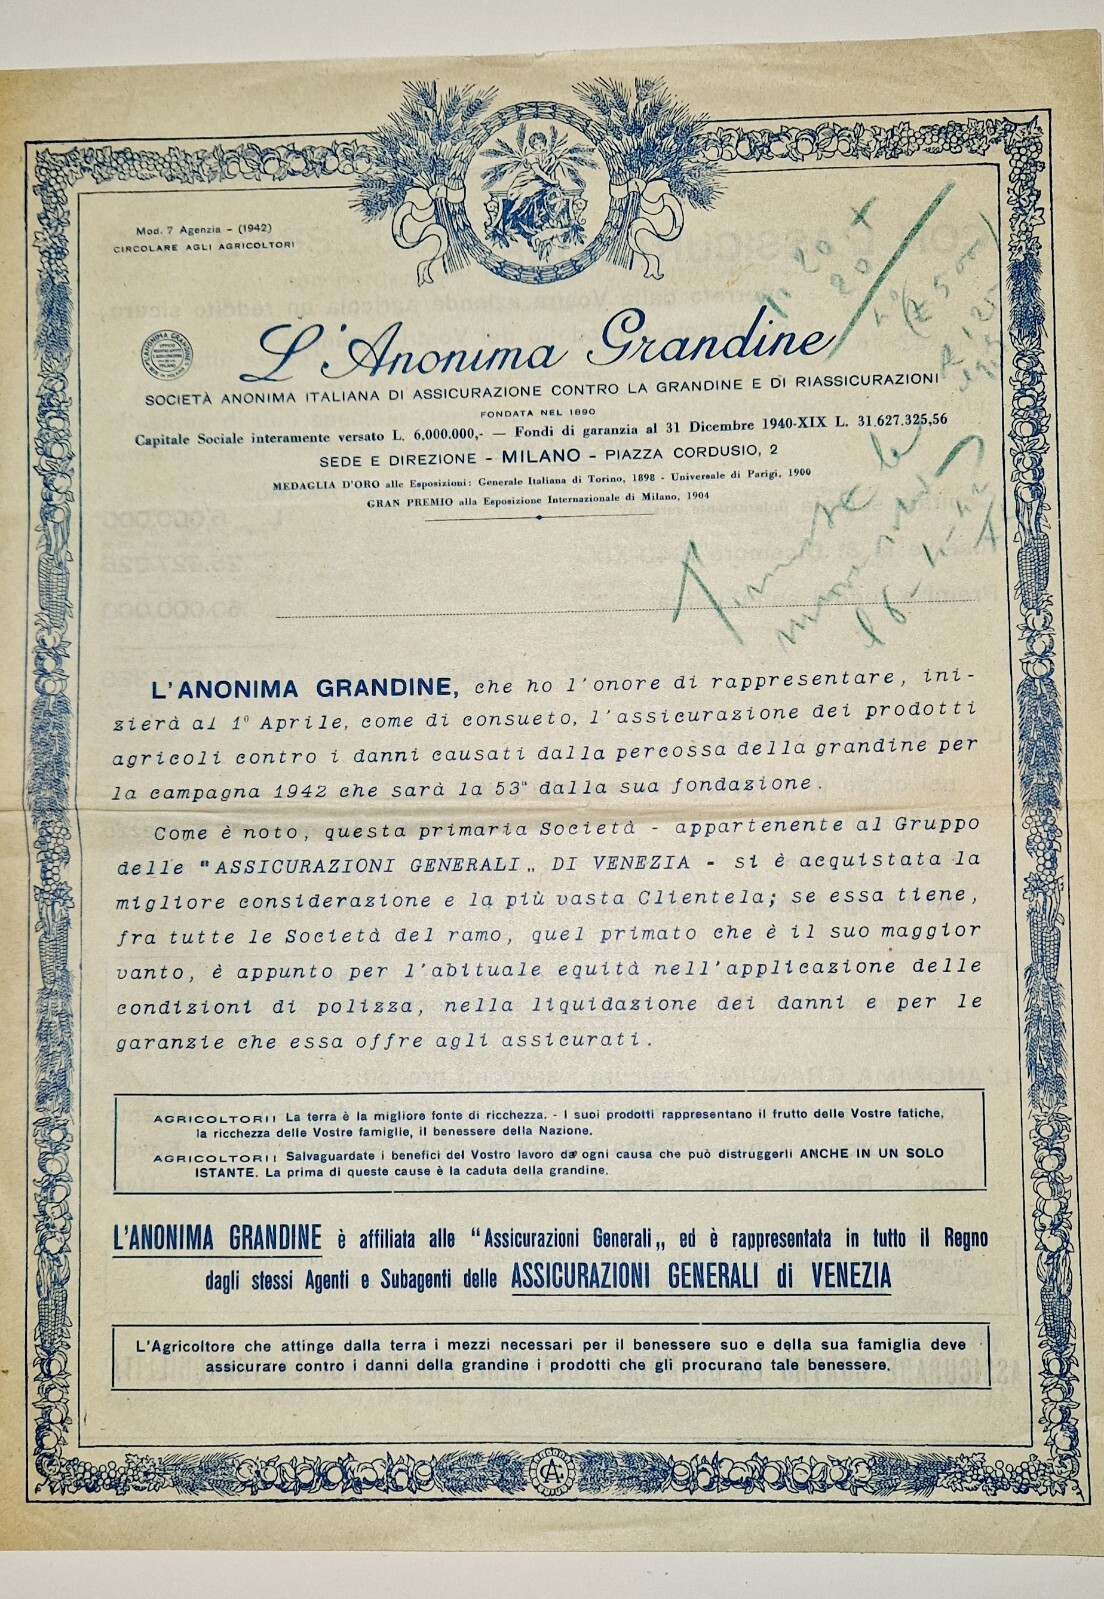 Mod. 7 Agenzia - (1942)
CIRCOLARE AGLI AGRICOLTORI
L'Anonima Grandine
SOCIETÀ ANONIMA ITALIANA DI ASSICURAZIONE CONTRO LA GRANDINE E DI RIASSICURAZIONI
FONDATA NEL 1890
Capitale Sociale interamente versato L. 6.000.000,- — Fondi di garanzia al 31 Dicembre 1940-XIX L. 31.627.325,56
SEDE E DIREZIONE - MILANO - PIAZZA CORDUSIO, 2
MEDAGLIA D'ORO alle Esposizioni: Generale Italiana di Torino, 1898 - Universale di Parigi, 1900
GRAN PREMIO alla Esposizione Internazionale di Milano, 1904
L'ANONIMA GRANDINE, che ho l'onore di rappresentare, ini-
zierà al 1° Aprile, come di consueto, l'assicurazione dei prodotti
agricoli contro i danni causati dalla percossa della grandine per
la campagna 1942 che sarà la 53ª dalla sua fondazione.
Come è noto, questa primaria Società - appartenente al Gruppo
delle "ASSICURAZIONI GENERALI„ DI VENEZIA - si è acquistata la
migliore considerazione e la più vasta Clientela; se essa tiene,
fra tutte le Società del ramo, quel primato che è il suo maggior
vanto, è appunto per l'abituale equità nell'applicazione delle
condizioni di polizza, nella liquidazione dei danni e per le
garanzie che essa offre agli assicurati.
AGRICOLTORI! La terra è la migliore fonte di ricchezza. - I suoi prodotti rappresentano il frutto delle Vostre fatiche,
la ricchezza delle Vostre famiglie, il benessere della Nazione.
AGRICOLTORI! Salvaguardate i benefici del Vostro lavoro da ogni causa che può distruggerli ANCHE IN UN SOLO
ISTANTE. La prima di queste cause è la caduta della grandine.
L'ANONIMA GRANDINE è affiliata alle "Assicurazioni Generali„ ed è rappresentata in tutto il Regno
dagli stessi Agenti e Subagenti delle ASSICURAZIONI GENERALI di VENEZIA
L'Agricoltore che attinge dalla terra i mezzi necessari per il benessere suo e della sua famiglia deve
assicurare contro i danni della grandine i prodotti che gli procurano tale benessere.